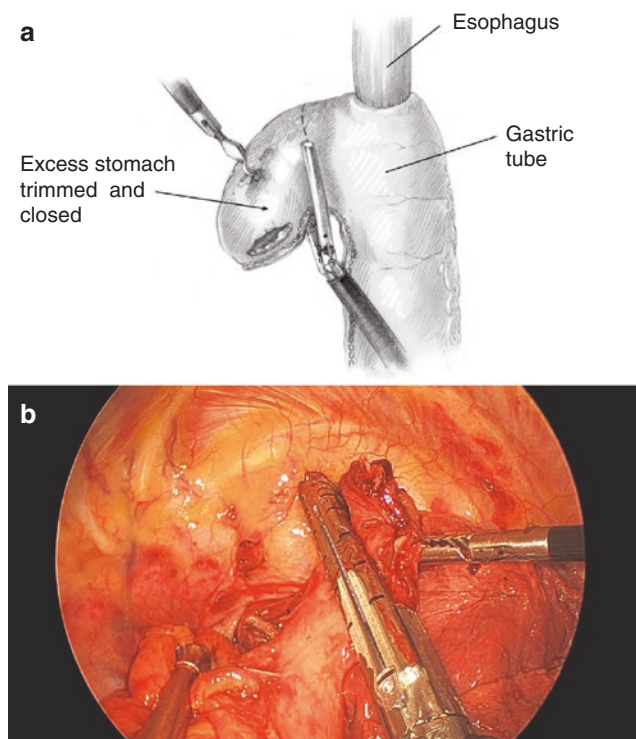 a
Esophagus
Gastric
tube
Excess stomach
trimmed and
closed
b